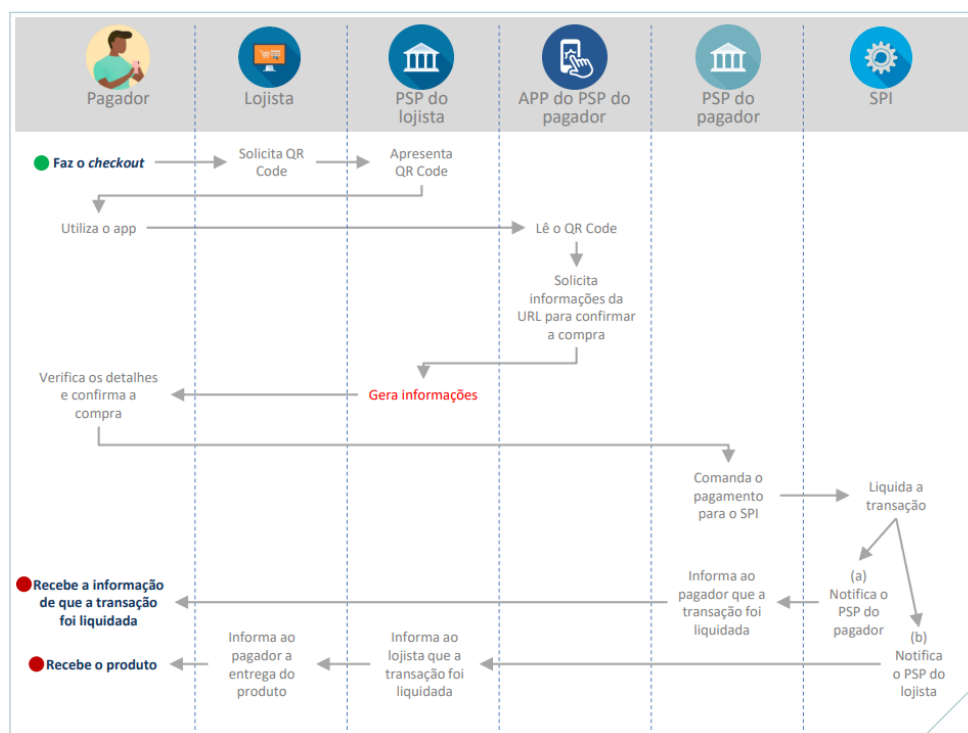 Pagador
Lojista
PSP do
lojista
APP do PSP do
pagador
PSP do
pagador
SPI
Faz o checkout
Solicita QR
Code
Apresenta
QR Code
Utiliza o app
Lê o QR Code
Solicita
informações da
URL para confirmar
a compra
Verifica os detalhes
e confirma a
compra
Gera informações
Comanda o
pagamento
para o SPI
Liquida a
transação
Recebe a informação
de que a transação
foi liquidada
Informa ao
pagador que a
transação foi
liquidada
(a)
Notifica o
PSP do
pagador
Recebe o produto
Informa ao
pagador a
entrega do
produto
Informa ao
lojista que a
transação foi
liquidada
(b)
Notifica
o PSP do
lojista